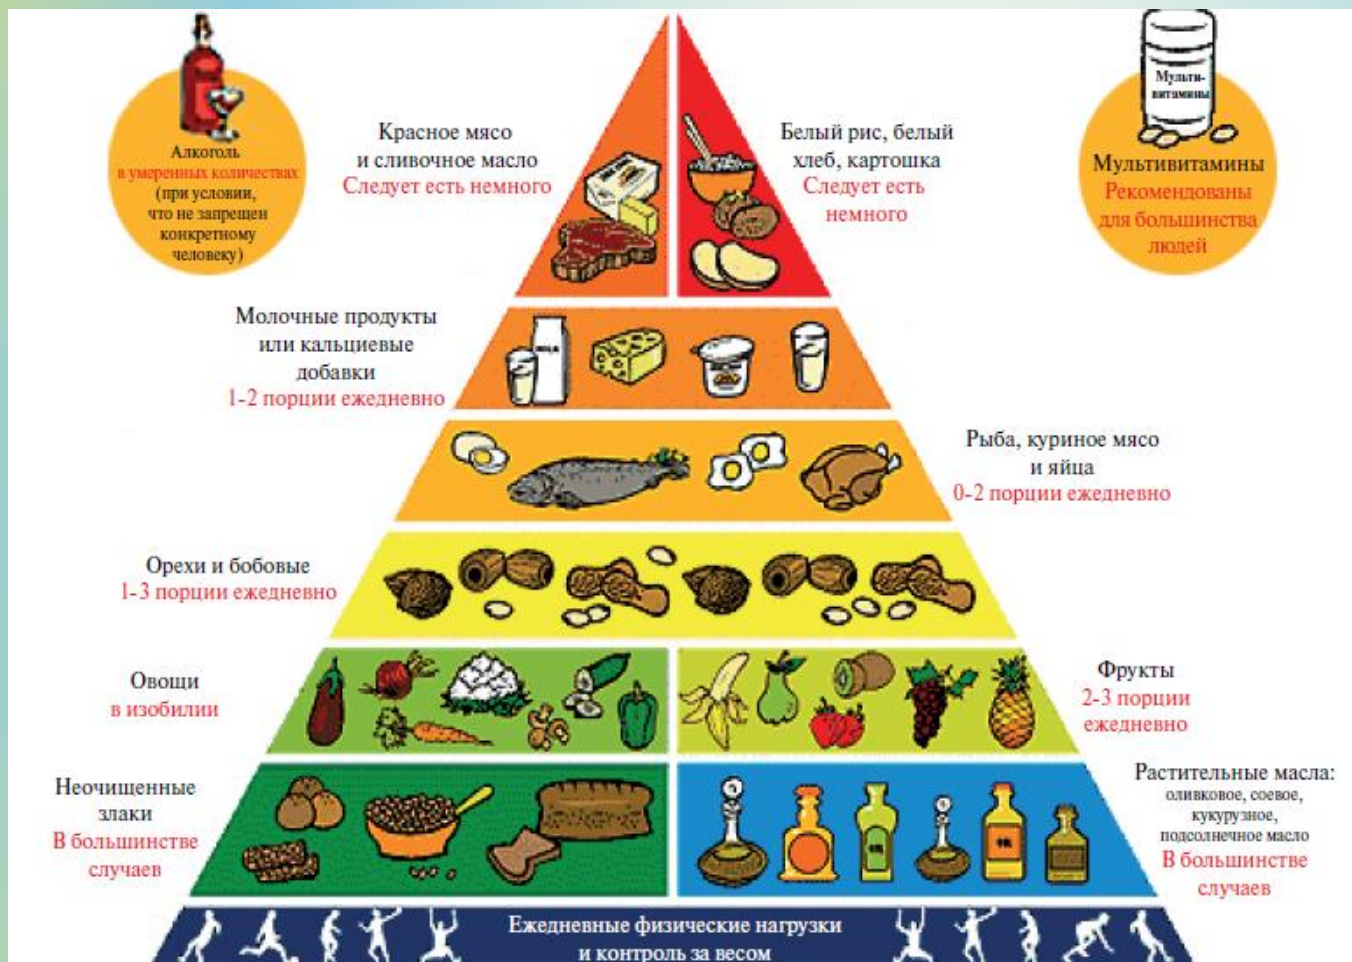 Алкоголь
в умеренных количествах
(при условии,
что не запрещен
конкретному
человеку)
Красное мясо
и сливочное масло
Следует есть немного
Белый рис, белый
хлеб, картошка
Следует есть
немного
Мульти-
витамины
Мультивитамины
Рекомендованы
для большинства
людей
Молочные продукты
или кальциевые
добавки
1-2 порции ежедневно
Рыба, куриное мясо
и яйца
0-2 порции ежедневно
Орехи и бобовые
1-3 порции ежедневно
Овощи
в изобилии
Фрукты
2-3 порции
ежедневно
Неочищенные
злаки
В большинстве
случаев
Растительные масла:
оливковое, соевое,
кукурузное,
подсолнечное масло
В большинстве
случаев
Ежедневные физические нагрузки
и контроль за весом